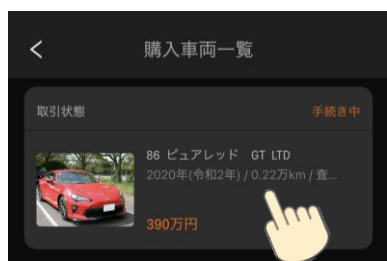 購入車両一覧
取引状態 手続き中
86 ピュアレッド GT LTD
2020年(令和2年) / 0.22万km / 査...
390万円